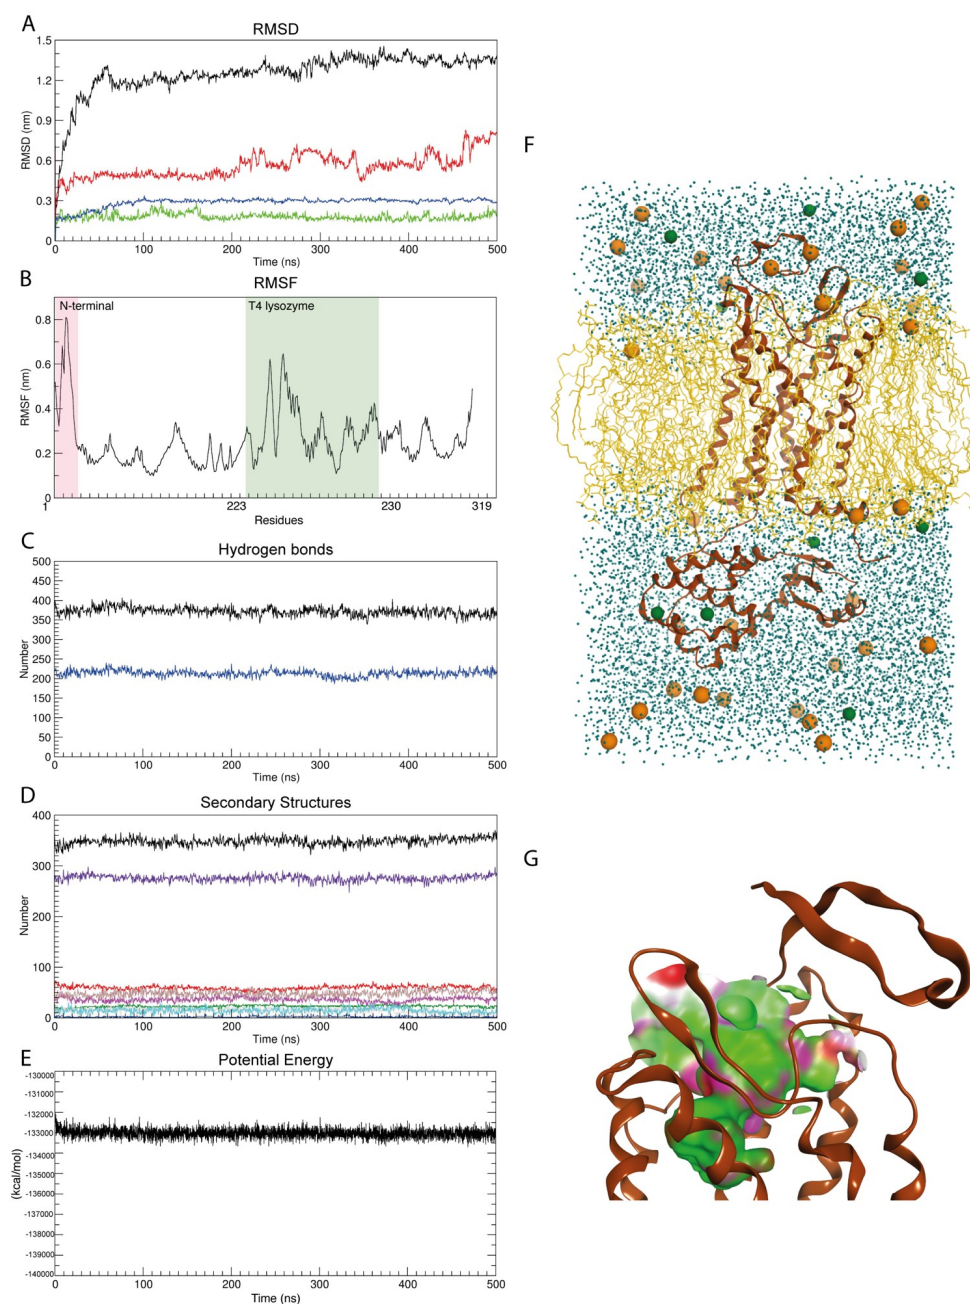 A
RMSD
1.5
1.2
0.9
0.6
0.3
0
RMSD (nm)
0 100 200 300 400 500
Time (ns)
B
RMSF
N-terminal
T4 lysozyme
0.8
0.6
0.4
0.2
0
RMSF (nm)
1 223 230 319
Residues
C
Hydrogen bonds
500
450
400
350
300
250
200
150
100
50
0
Number
0 100 200 300 400 500
Time (ns)
D
Secondary Structures
400
300
200
100
0
Number
0 100 200 300 400 500
Time (ns)
E
Potential Energy
-130000
-131000
-132000
-133000
-134000
-135000
-136000
-137000
-138000
-139000
-140000
(kcal/mol)
0 100 200 300 400 500
Time (ns)
F
G